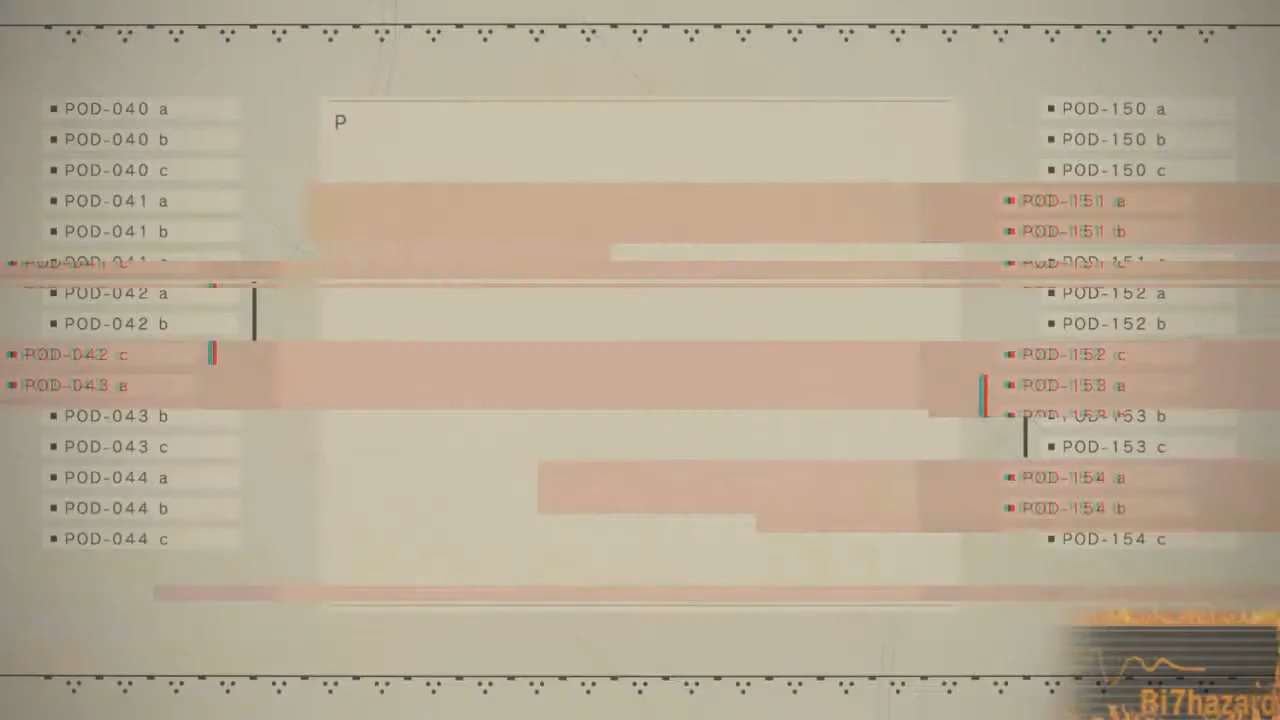 POD-040 a
POD-040 b
POD-040 c
POD-041 a
POD-041 b
POD-042 a
POD-042 b
POD-042 c
POD-043 a
POD-043 b
POD-043 c
POD-044 a
POD-044 b
POD-044 c
P
POD-150 a
POD-150 b
POD-150 c
POD-151 a
POD-151 b
POD-152 a
POD-152 b
POD-152 c
POD-153 a
POD-153 c
POD-154 a
POD-154 b
POD-154 c
Bi7hazard